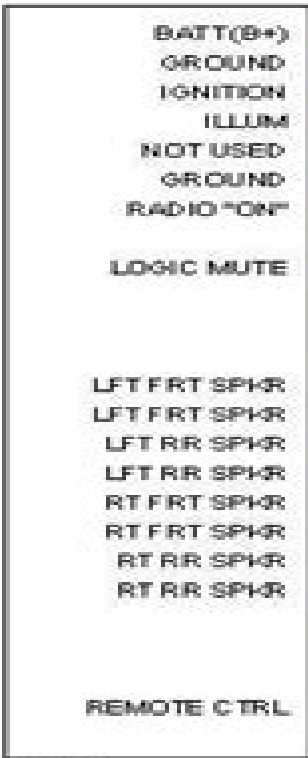 BATT(B+)
GROUND
IGNITION
ILLUM
NOT USED
GROUND
RADIO "ON"
LOGIC MUTE
LFT FRT SPKR
LFT FRT SPKR
LFT RR SPKR
LFT RR SPKR
RT FRT SPKR
RT FRT SPKR
RT RR SPKR
RT RR SPKR
REMOTE CTRL